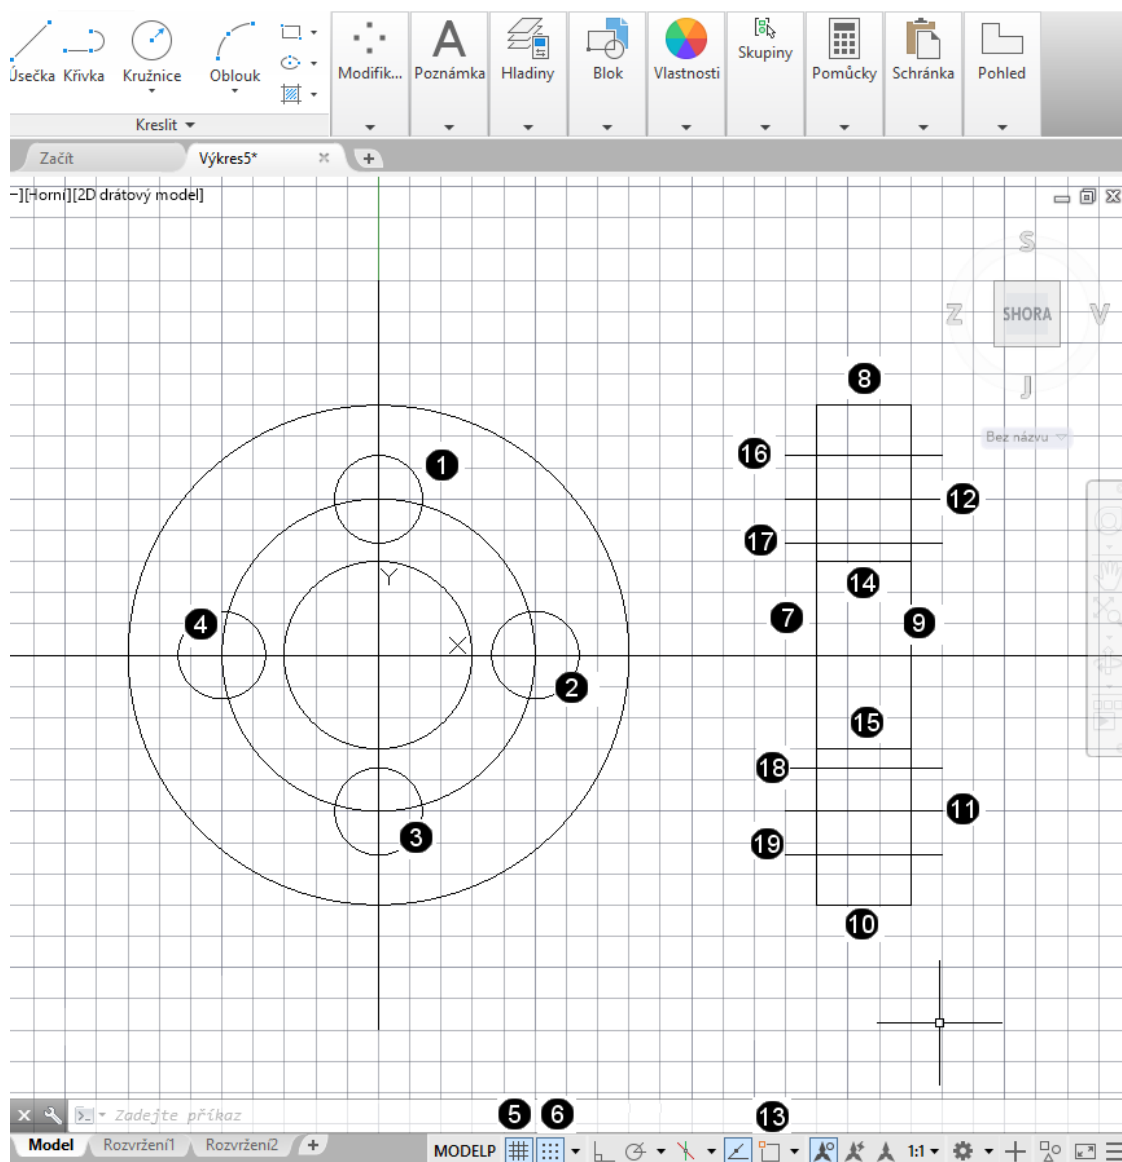 Úsečka Křivka Kružnice Oblouk Modifik... Poznámka Hladiny Blok Vlastnosti Skupiny Pomůcky Schránka Pohled
Kreslit
Začít Výkres5*
−][Horní][2D drátový model]
S
Z SHORA V
J
Bez názvu
8
1
16
12
17
Y
14
7
9
4
X
2
15
18
11
3
19
10
5 6 13
Zadejte příkaz
Model Rozvržení1 Rozvržení2 + MODELP 1:1